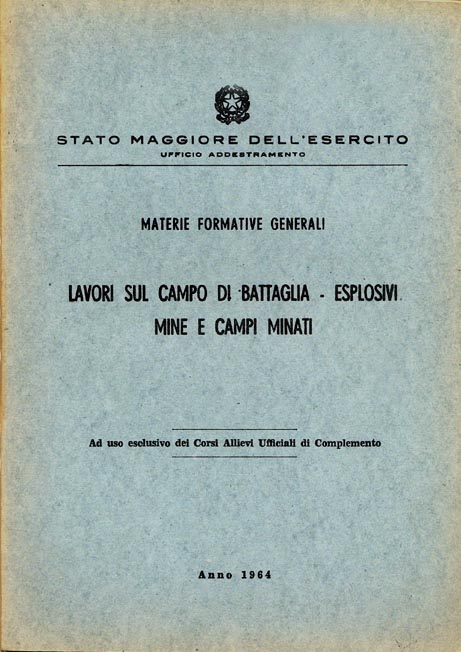 STATO MAGGIORE DELL'ESERCITO
UFFICIO ADDESTRAMENTO
MATERIE FORMATIVE GENERALI
LAVORI SUL CAMPO DI BATTAGLIA - ESPLOSIVI
MINE E CAMPI MINATI
Ad uso esclusivo dei Corsi Allievi Ufficiali di Complemento
Anno 1964